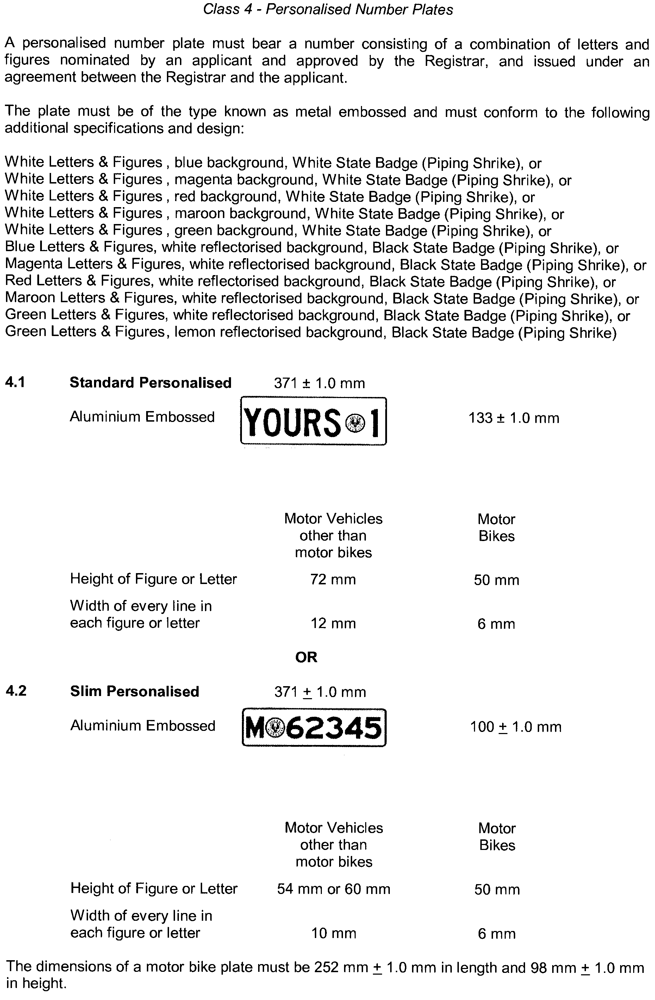 Class 4 - Personalised Number Plates
A personalised number plate must bear a number consisting of a combination of letters and
figures nominated by an applicant and approved by the Registrar, and issued under an
agreement between the Registrar and the applicant.
The plate must be of the type known as metal embossed and must conform to the following
additional specifications and design:
White Letters & Figures , blue background, White State Badge (Piping Shrike), or
White Letters & Figures , magenta background, White State Badge (Piping Shrike), or
White Letters & Figures , red background, White State Badge (Piping Shrike), or
White Letters & Figures , maroon background, White State Badge (Piping Shrike), or
White Letters & Figures , green background, White State Badge (Piping Shrike), or
Blue Letters & Figures, white reflectorised background, Black State Badge (Piping Shrike), or
Magenta Letters & Figures, white reflectorised background, Black State Badge (Piping Shrike), or
Red Letters & Figures, white reflectorised background, Black State Badge (Piping Shrike), or
Maroon Letters & Figures, white reflectorised background, Black State Badge (Piping Shrike), or
Green Letters & Figures, white reflectorised background, Black State Badge (Piping Shrike), or
Green Letters & Figures, lemon reflectorised background, Black State Badge (Piping Shrike)
4.1 Standard Personalised 371 ± 1.0 mm
Aluminium Embossed YOURS 1 133 ± 1.0 mm
Motor Vehicles Motor
other than Bikes
motor bikes
Height of Figure or Letter 72 mm 50 mm
Width of every line in
each figure or letter 12 mm 6 mm
OR
4.2 Slim Personalised 371 ± 1.0 mm
Aluminium Embossed M 62345 100 ± 1.0 mm
Motor Vehicles Motor
other than Bikes
motor bikes
Height of Figure or Letter 54 mm or 60 mm 50 mm
Width of every line in
each figure or letter 10 mm 6 mm
The dimensions of a motor bike plate must be 252 mm ± 1.0 mm in length and 98 mm ± 1.0 mm
in height.